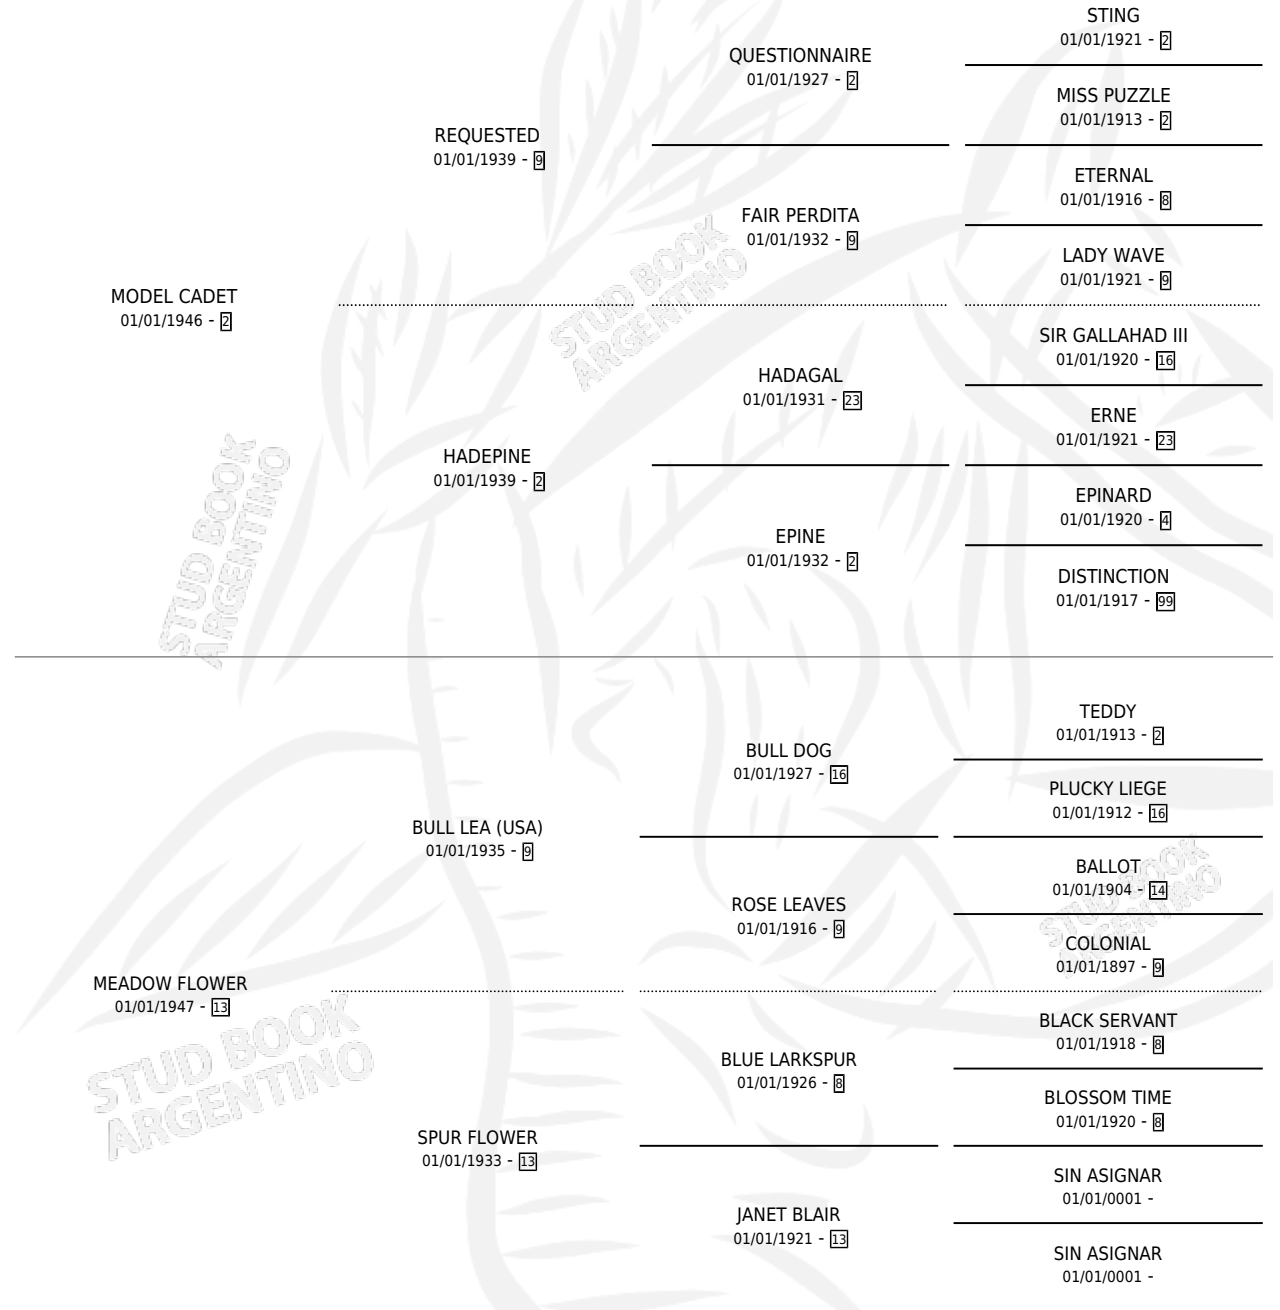 STING
01/01/1921 - 2
QUESTIONNAIRE
01/01/1927 - 2
MISS PUZZLE
01/01/1913 - 2
REQUESTED
01/01/1939 - 9
ETERNAL
01/01/1916 - 8
FAIR PERDITA
01/01/1932 - 9
LADY WAVE
01/01/1921 - 9
MODEL CADET
01/01/1946 - 2
STUD BOOK
ARGENTINO
SIR GALLAHAD III
01/01/1920 - 16
HADAGAL
01/01/1931 - 23
ERNE
01/01/1921 - 23
HADEPINE
01/01/1939 - 2
EPINARD
01/01/1920 - 4
EPINE
01/01/1932 - 2
DISTINCTION
01/01/1917 - 99
STUD BOOK
ARGENTINO
TEDDY
01/01/1913 - 2
BULL DOG
01/01/1927 - 16
PLUCKY LIEGE
01/01/1912 - 16
BULL LEA (USA)
01/01/1935 - 9
BALLOT
01/01/1904 - 14
ROSE LEAVES
01/01/1916 - 9
COLONIAL
01/01/1897 - 9
STUD BOOK
ARGENTINO
MEADOW FLOWER
01/01/1947 - 13
BLACK SERVANT
01/01/1918 - 8
BLUE LARKSPUR
01/01/1926 - 8
BLOSSOM TIME
01/01/1920 - 8
STUD BOOK
ARGENTINO
SPUR FLOWER
01/01/1933 - 13
SIN ASIGNAR
01/01/0001 -
JANET BLAIR
01/01/1921 - 13
SIN ASIGNAR
01/01/0001 -